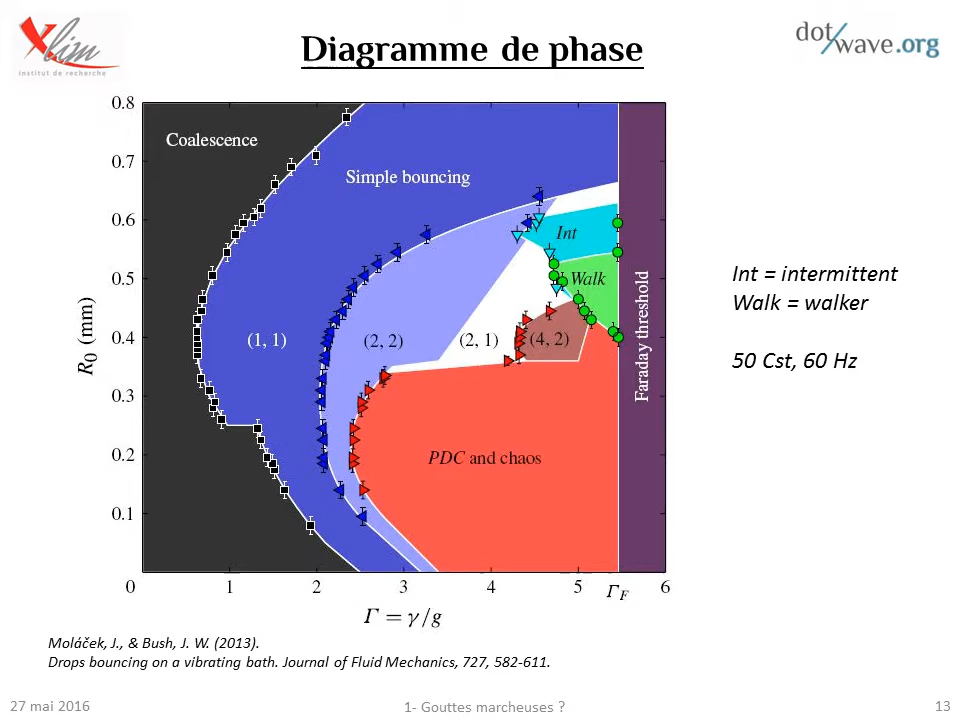 Xlim
institut de recherche
Diagramme de phase
dot/wave.org
0.8
0.7
0.6
0.5
0.4
0.3
0.2
0.1
R0 (mm)
Coalescence
Simple bouncing
Int
Walk
(1, 1)
(2, 2)
(2, 1)
(4, 2)
PDC and chaos
Faraday threshold
0 1 2 3 4 5 ΓF 6
Γ = γ/g
Int = intermittent
Walk = walker
50 Cst, 60 Hz
Moláček, J., & Bush, J. W. (2013).
Drops bouncing on a vibrating bath. Journal of Fluid Mechanics, 727, 582-611.
27 mai 2016
1- Gouttes marcheuses ?
13